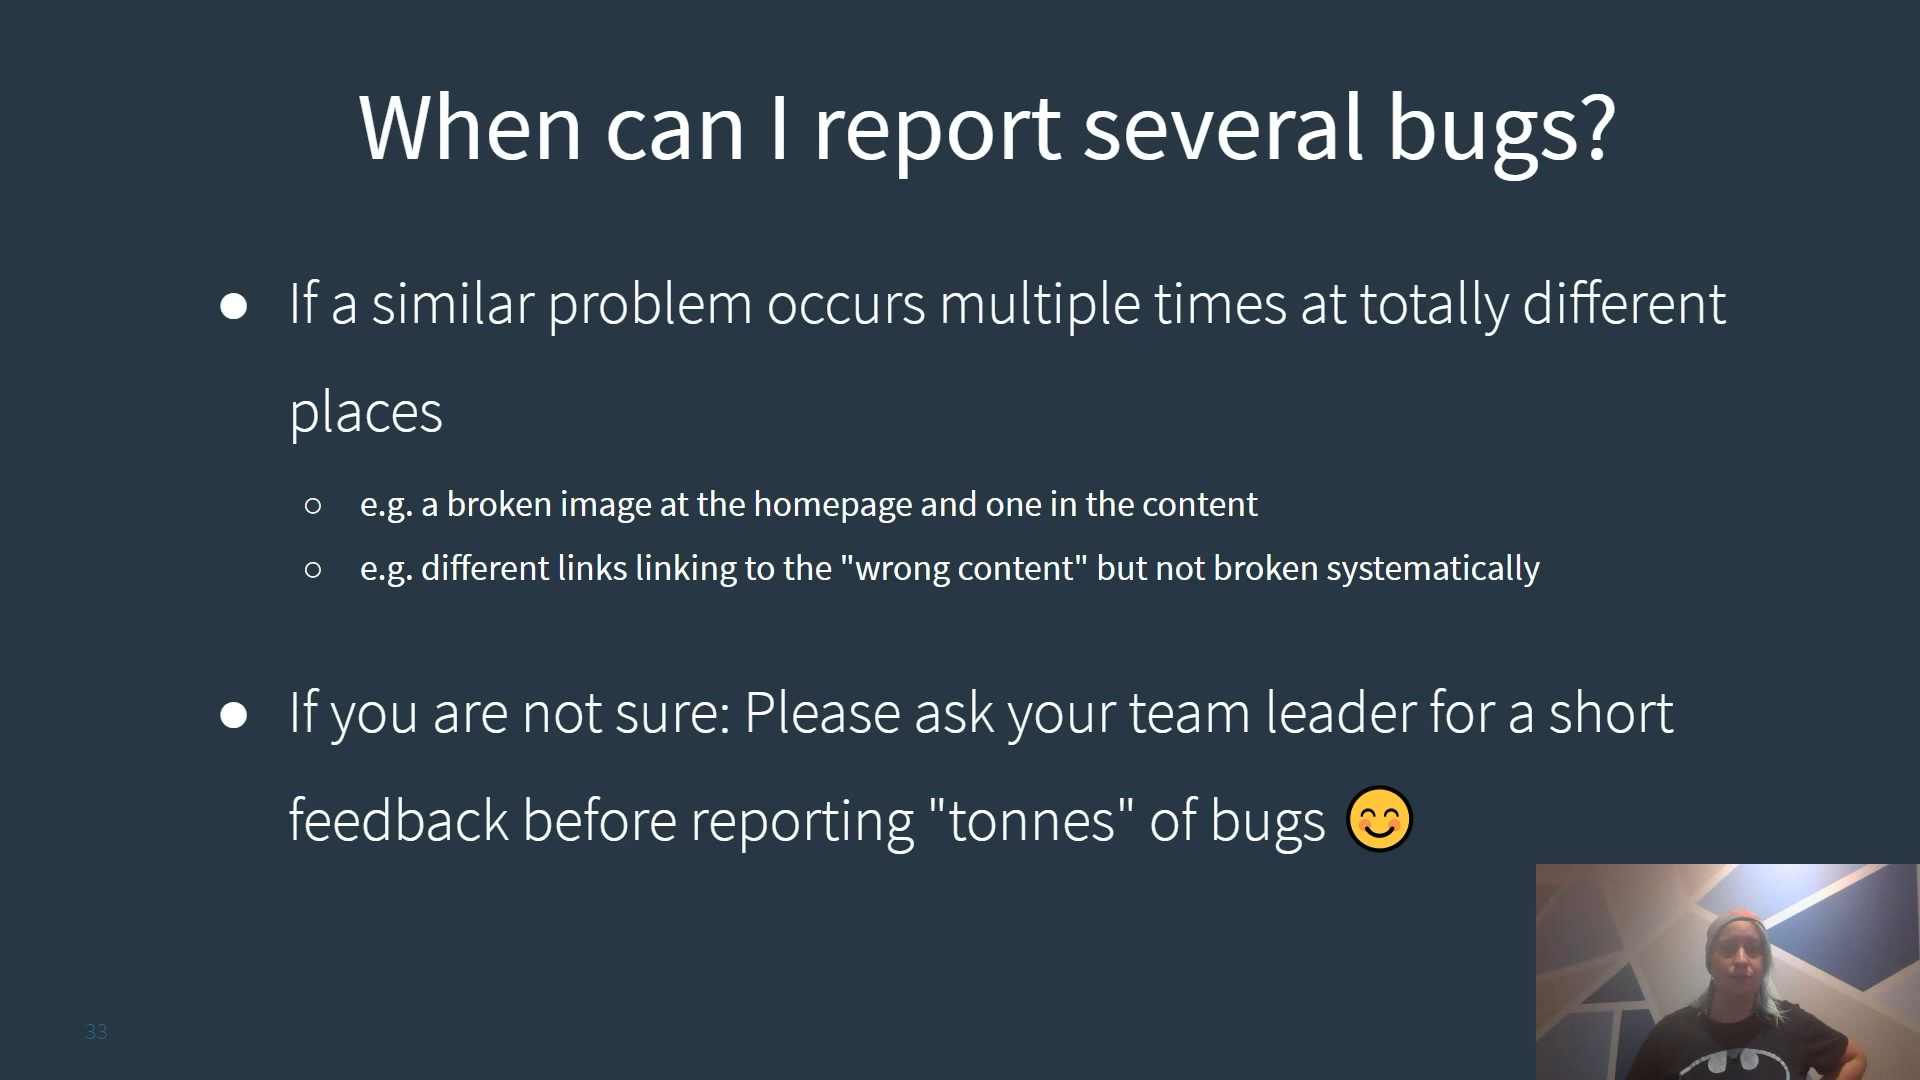 When can I report several bugs?
● If a similar problem occurs multiple times at totally different
places
○ e.g. a broken image at the homepage and one in the content
○ e.g. different links linking to the "wrong content" but not broken systematically
● If you are not sure: Please ask your team leader for a short
feedback before reporting "tonnes" of bugs 😊
33